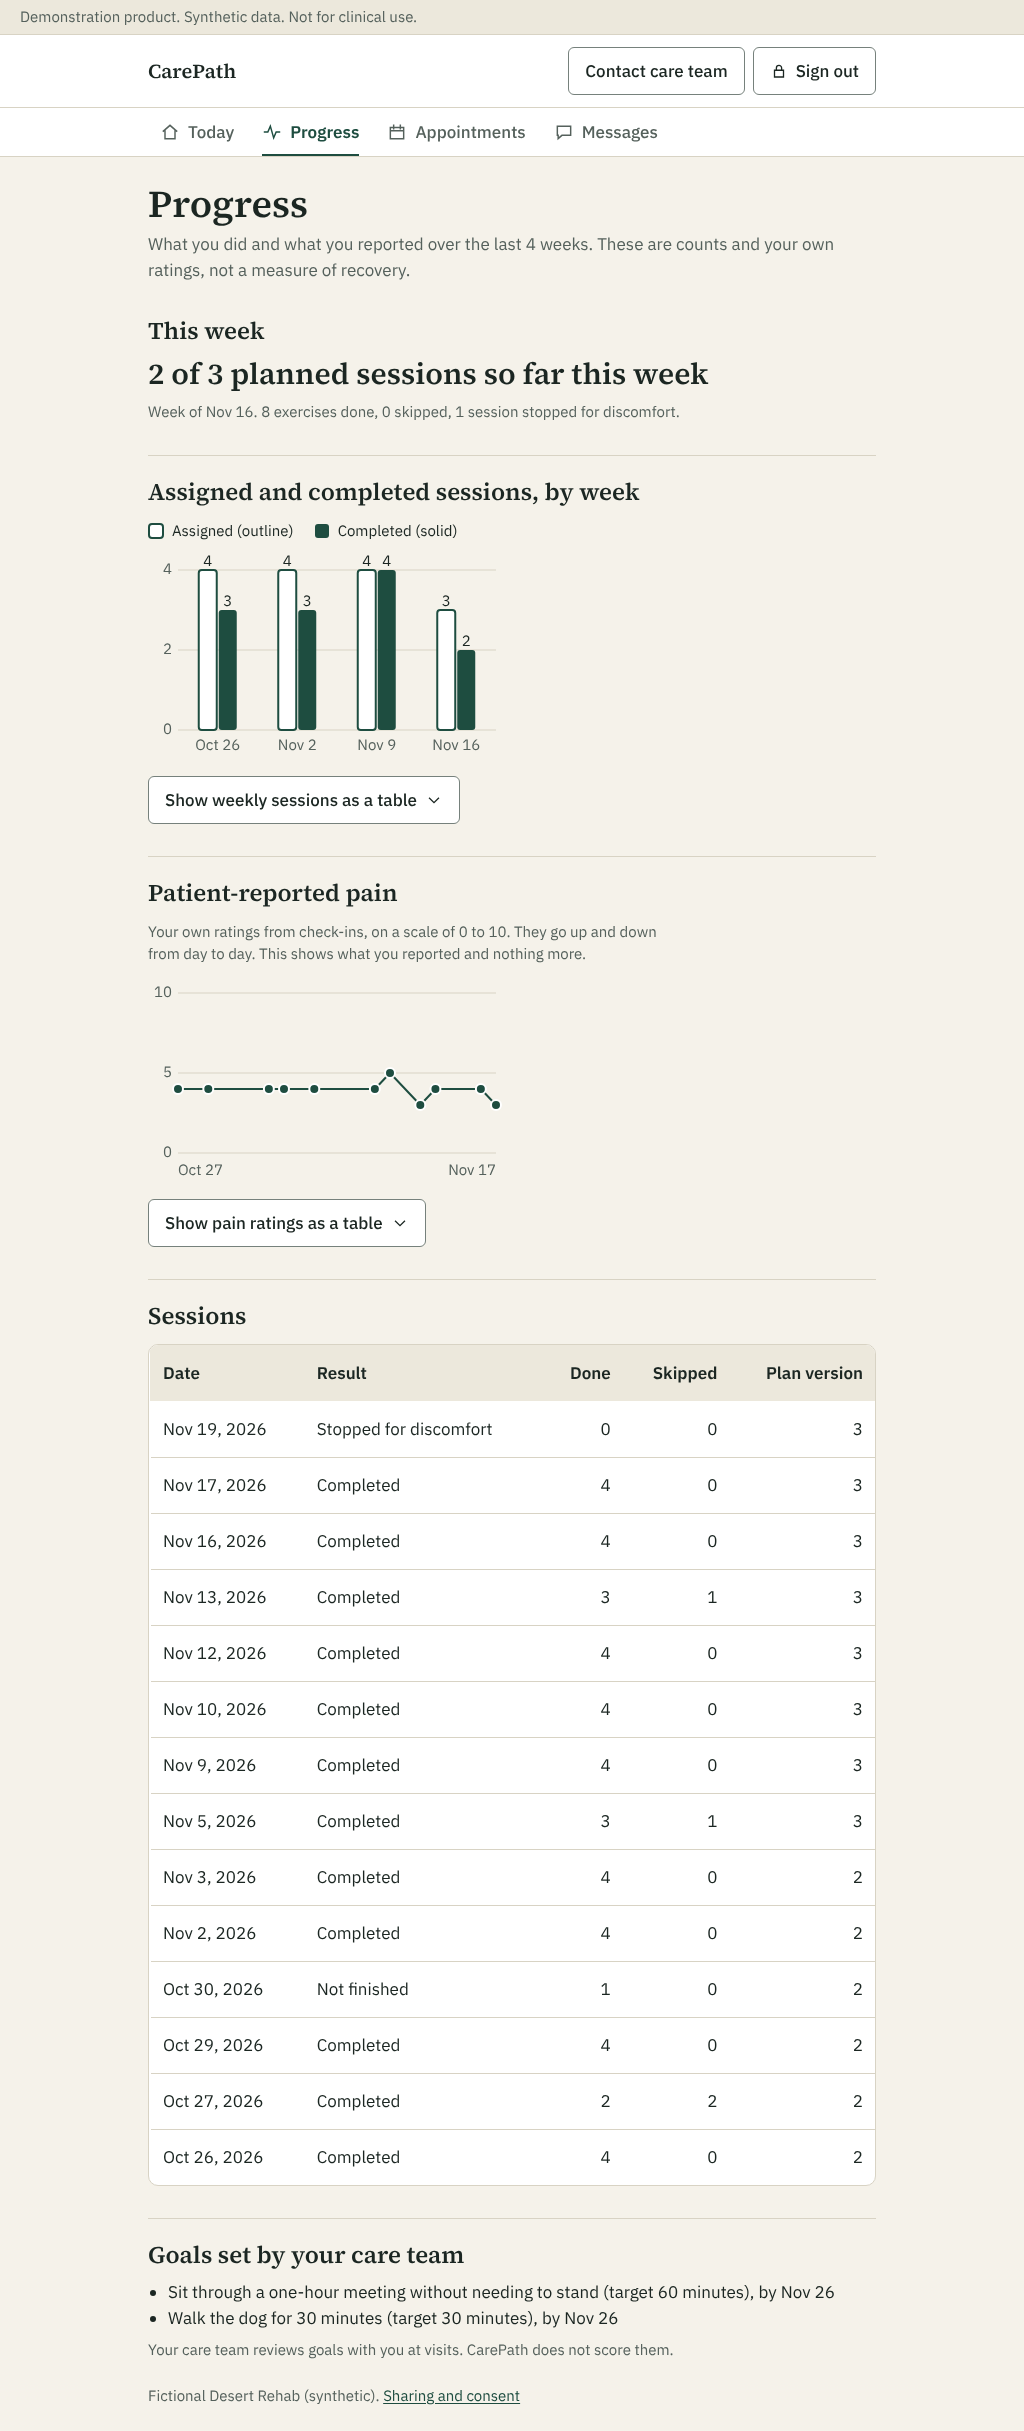 Demonstration product. Synthetic data. Not for clinical use.
CarePath
Contact care team
Sign out
Today
Progress
Appointments
Messages
Progress
What you did and what you reported over the last 4 weeks. These are counts and your own
ratings, not a measure of recovery.
This week
2 of 3 planned sessions so far this week
Week of Nov 16. 8 exercises done, 0 skipped, 1 session stopped for discomfort.
Assigned and completed sessions, by week
Assigned (outline)
Completed (solid)
4 4 4 4
4
3 3 3
2
2
0
Oct 26 Nov 2 Nov 9 Nov 16
Show weekly sessions as a table
Patient-reported pain
Your own ratings from check-ins, on a scale of 0 to 10. They go up and down
from day to day. This shows what you reported and nothing more.
10
5
0
Oct 27 Nov 17
Show pain ratings as a table
Sessions
Date Result Done Skipped Plan version
Nov 19, 2026 Stopped for discomfort 0 0 3
Nov 17, 2026 Completed 4 0 3
Nov 16, 2026 Completed 4 0 3
Nov 13, 2026 Completed 3 1 3
Nov 12, 2026 Completed 4 0 3
Nov 10, 2026 Completed 4 0 3
Nov 9, 2026 Completed 4 0 3
Nov 5, 2026 Completed 3 1 3
Nov 3, 2026 Completed 4 0 2
Nov 2, 2026 Completed 4 0 2
Oct 30, 2026 Not finished 1 0 2
Oct 29, 2026 Completed 4 0 2
Oct 27, 2026 Completed 2 2 2
Oct 26, 2026 Completed 4 0 2
Goals set by your care team
• Sit through a one-hour meeting without needing to stand (target 60 minutes), by Nov 26
• Walk the dog for 30 minutes (target 30 minutes), by Nov 26
Your care team reviews goals with you at visits. CarePath does not score them.
Fictional Desert Rehab (synthetic). Sharing and consent